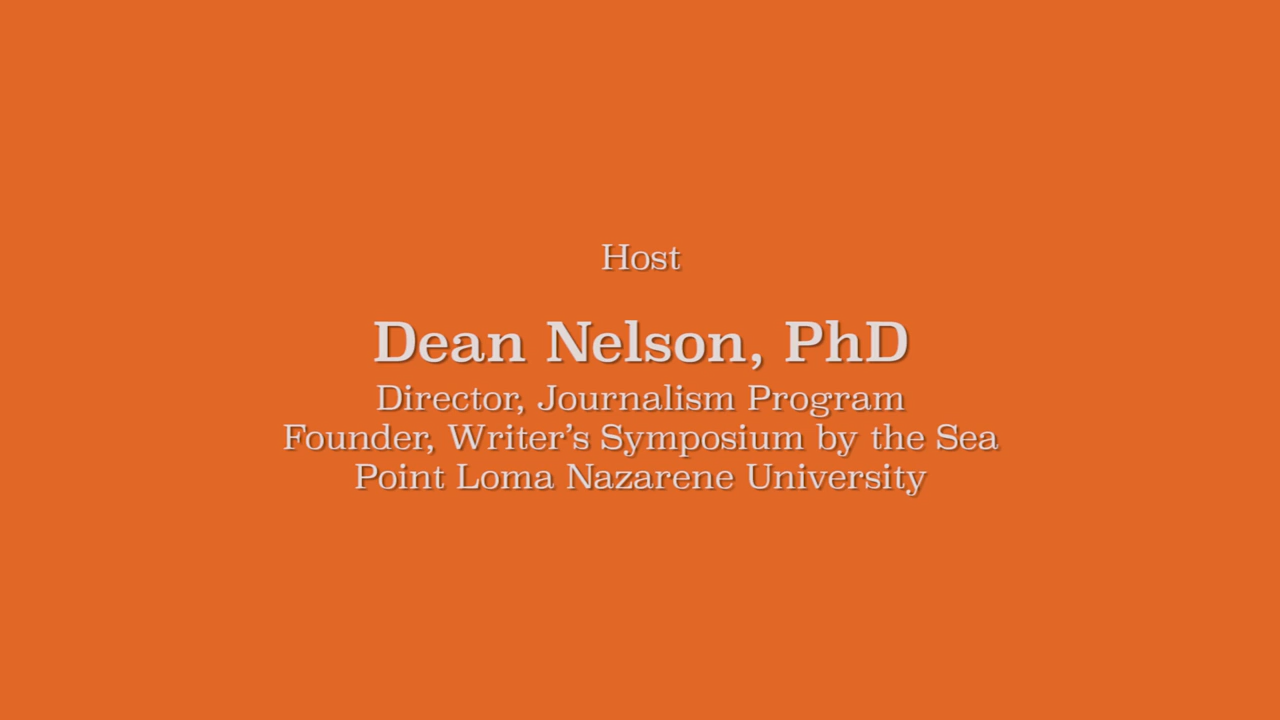 Host
Dean Nelson, PhD
Director, Journalism Program
Founder, Writer's Symposium by the Sea
Point Loma Nazarene University